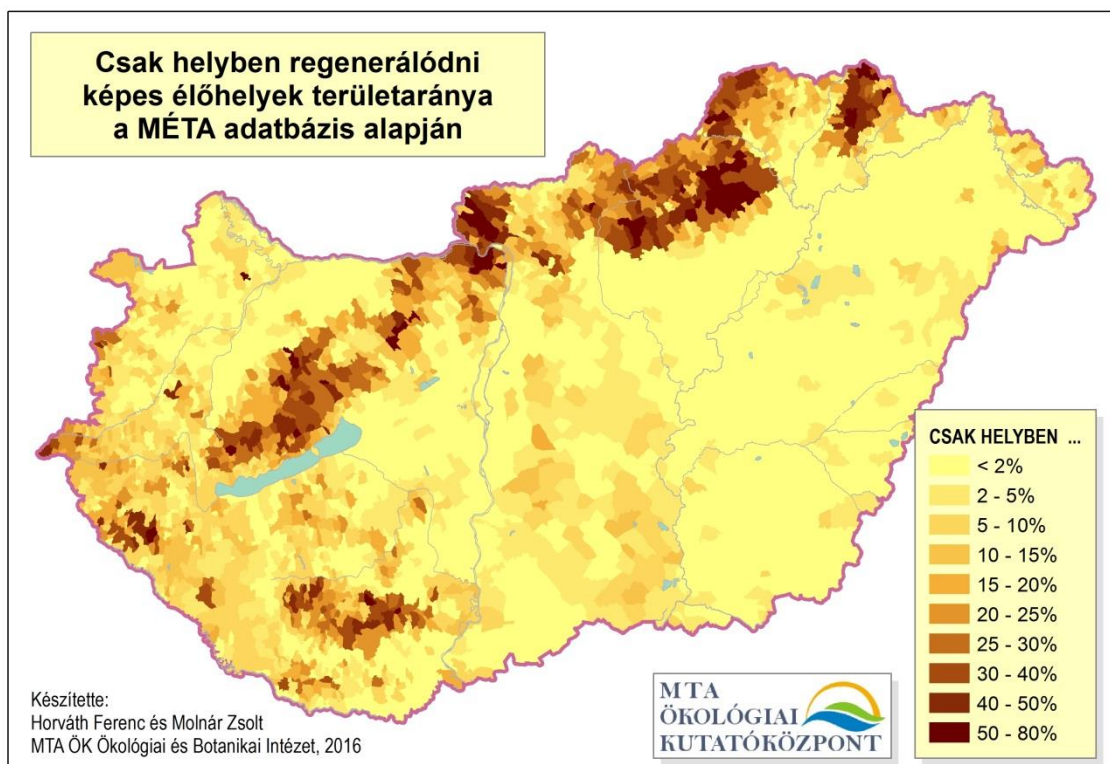 Csak helyben regenerálódni
képes élőhelyek területaránya
a MÉTA adatbázis alapján
CSAK HELYBEN ...
< 2%
2 - 5%
5 - 10%
10 - 15%
15 - 20%
20 - 25%
25 - 30%
30 - 40%
40 - 50%
50 - 80%
Készítette:
Horváth Ferenc és Molnár Zsolt
MTA ÖK Ökológiai és Botanikai Intézet, 2016
MTA
ÖKOLÓGIAI
KUTATÓKÖZPONT